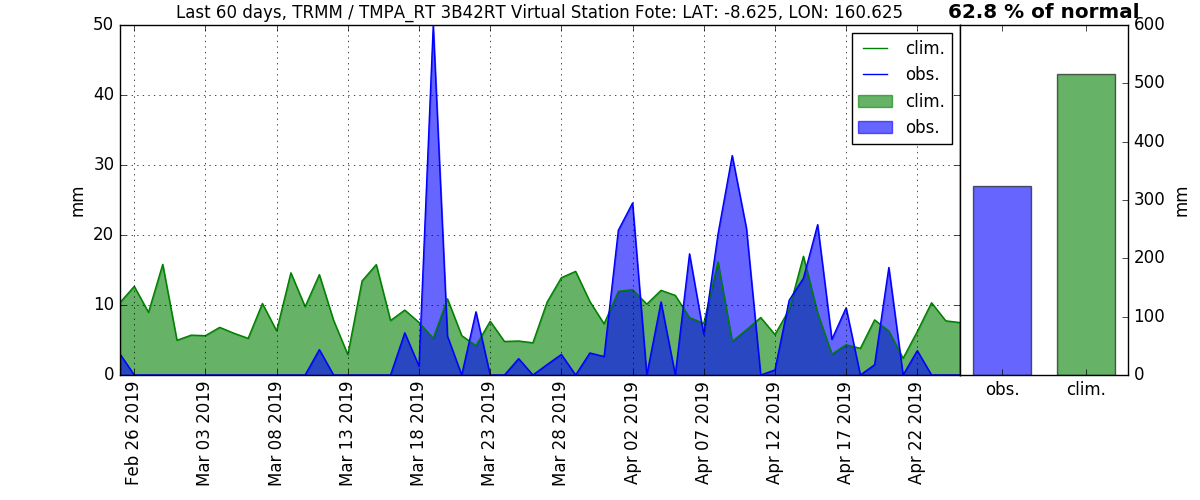 Last 60 days, TRMM / TMPA_RT 3B42RT Virtual Station Fote: LAT: -8.625, LON: 160.625
62.8 % of normal
50
40
30
20
10
0
mm
clim.
obs.
clim.
obs.
Feb 26 2019
Mar 03 2019
Mar 08 2019
Mar 13 2019
Mar 18 2019
Mar 23 2019
Mar 28 2019
Apr 02 2019
Apr 07 2019
Apr 12 2019
Apr 17 2019
Apr 22 2019
600
500
400
300
200
100
0
mm
obs.
clim.